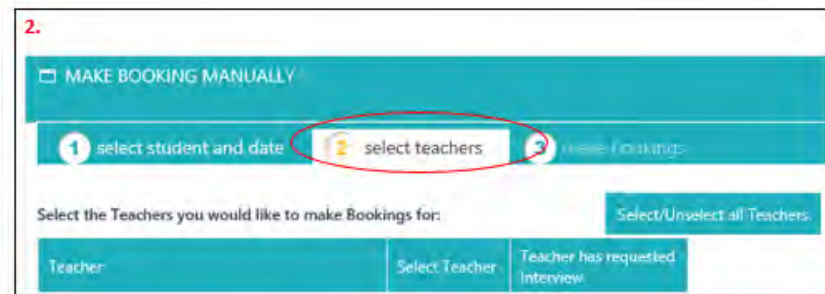 2.
MAKE BOOKING MANUALLY
1 select student and date 2 select teachers 3 make bookings
Select the Teachers you would like to make Bookings for: Select/Unselect all Teachers
Teacher Select Teacher Teacher has requested
Interview